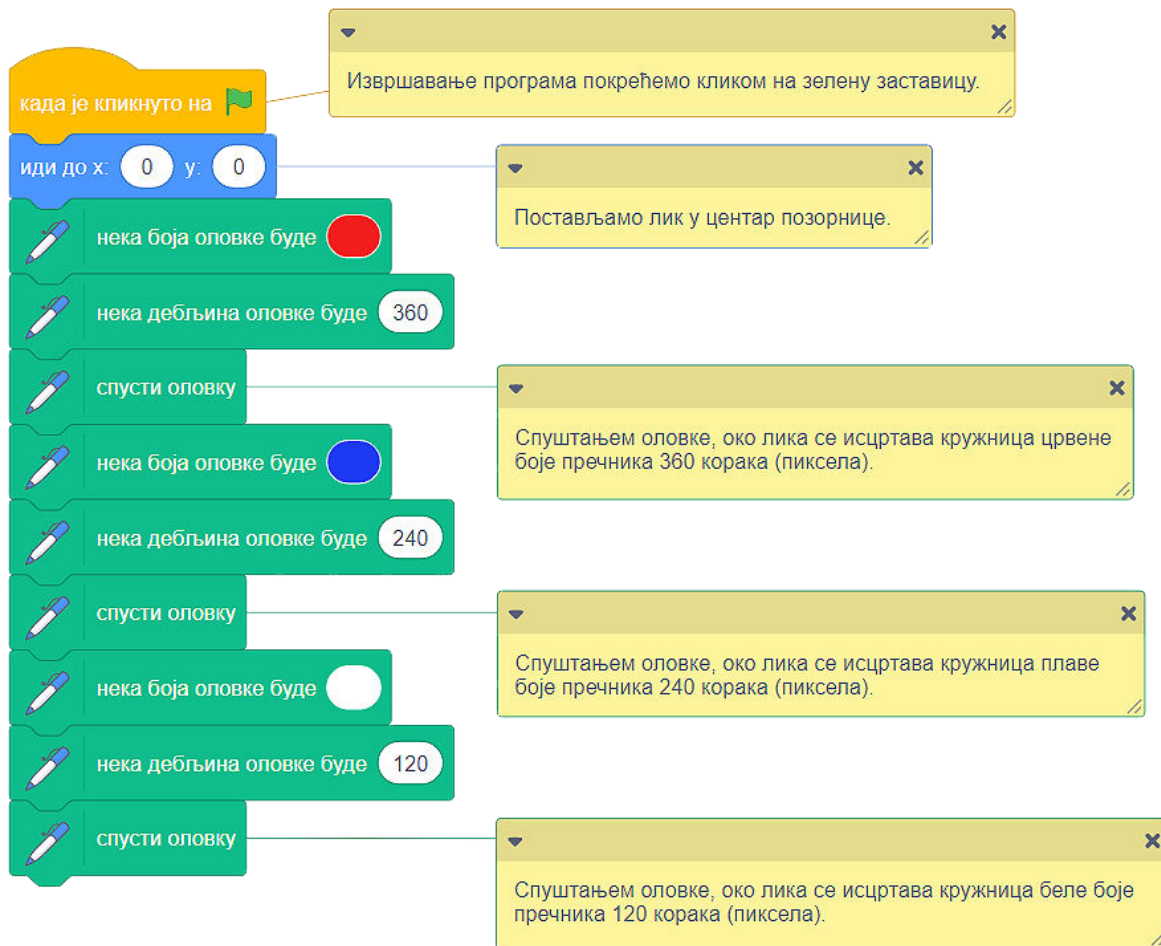 Извршавање програма покрећемо кликом на зелену заставицу.
када је кликнуто на
иди до x: 0 y: 0
Постављамо лик у центар позорнице.
нека боја оловке буде
нека дебљина оловке буде 360
спусти оловку
Спуштањем оловке, око лика се исцртава кружница црвене
боје пречника 360 корака (пиксела).
нека боја оловке буде
нека дебљина оловке буде 240
спусти оловку
Спуштањем оловке, око лика се исцртава кружница плаве
боје пречника 240 корака (пиксела).
нека боја оловке буде
нека дебљина оловке буде 120
спусти оловку
Спуштањем оловке, око лика се исцртава кружница беле боје
пречника 120 корака (пиксела).